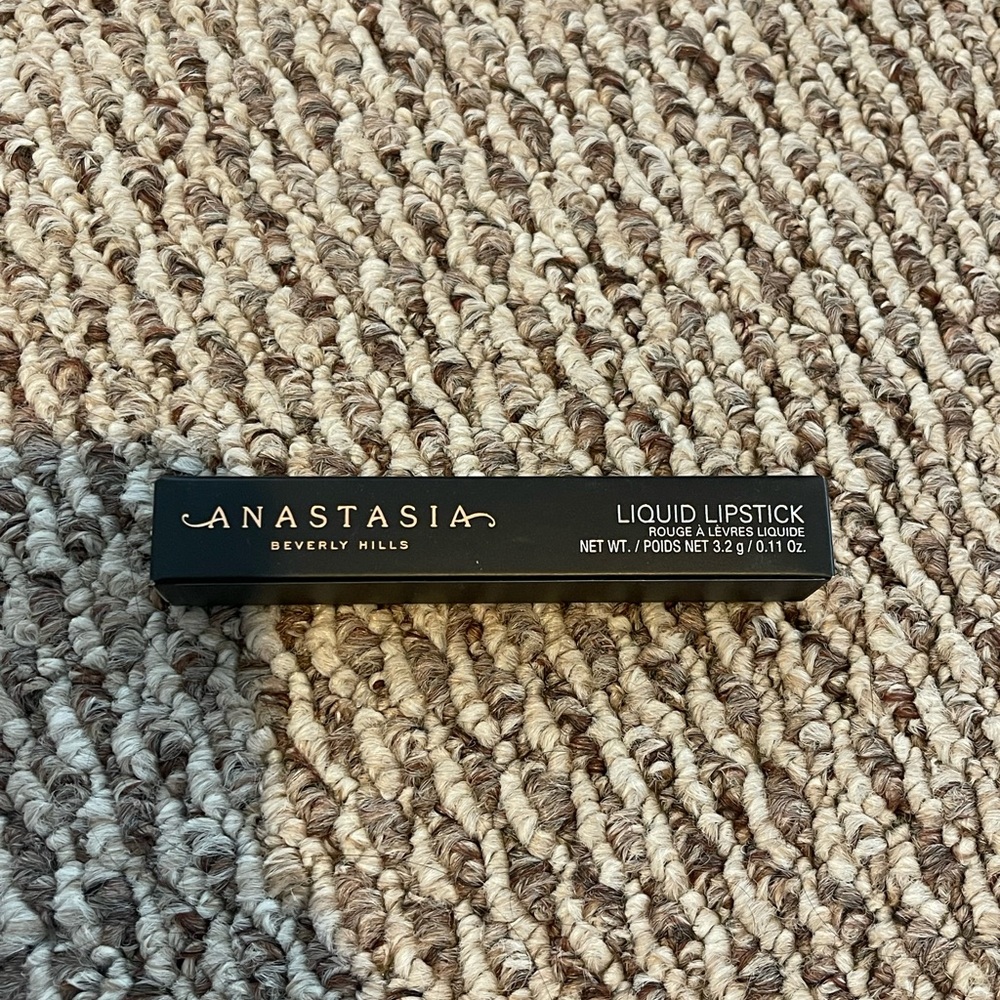 ANASTASIA
BEVERLY HILLS
LIQUID LIPSTICK
ROUGE À LÈVRES LIQUIDE
NET WT. / POIDS NET 3.2 g / 0.11 Oz.